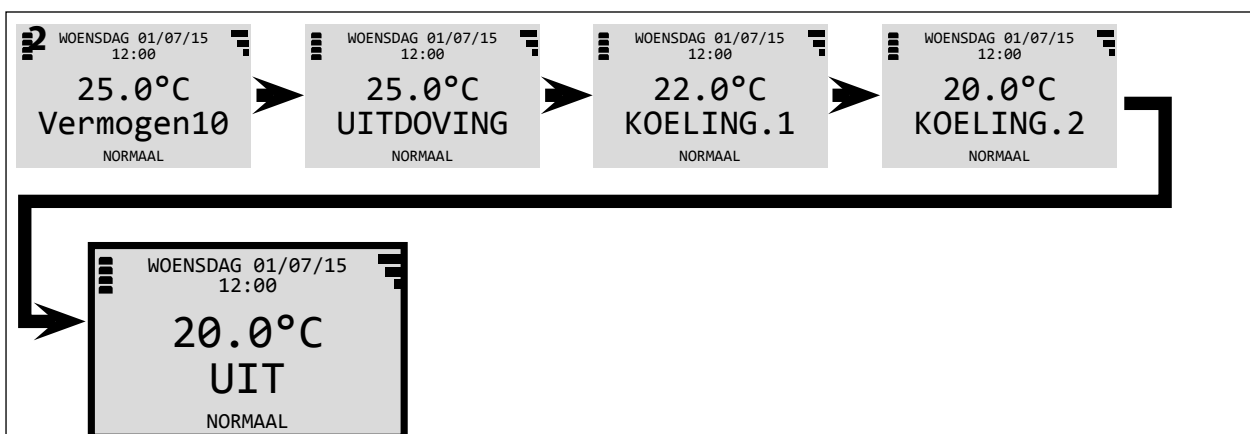 2
WOENSDAG 01/07/15
12:00
25.0°C
Vermogen10
NORMAAL
WOENSDAG 01/07/15
12:00
25.0°C
UITDOVING
NORMAAL
WOENSDAG 01/07/15
12:00
22.0°C
KOELING.1
NORMAAL
WOENSDAG 01/07/15
12:00
20.0°C
KOELING.2
NORMAAL
WOENSDAG 01/07/15
12:00
20.0°C
UIT
NORMAAL